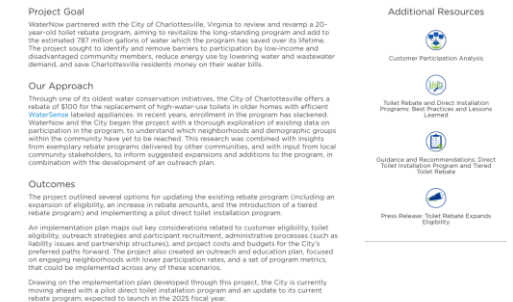 Project Goal
WaterNow partnered with the City of Charlottesville, Virginia to review and revamp a 20-
year-old toilet rebate program, aiming to revitalize the long-standing program and add to
the estimated 787 million gallons of water which the program has saved over its lifetime.
The project sought to identify and remove barriers to participation by low-income and
disadvantaged community members, reduce energy use by lowering water and wastewater
demand, and save Charlottesville residents money on their water bills.
Our Approach
Through one of its oldest water conservation initiatives, the City of Charlottesville offers a
rebate of $100 for the replacement of high-water-use toilets in older homes with efficient
WaterSense labeled appliances. In recent years, enrollment in the program has slackened.
WaterNow and the City began the project with a thorough exploration of existing data on
participation in the program, to understand which neighborhoods and demographic groups
within the community have yet to be reached. This research was combined with insights
from exemplary rebate programs delivered by other communities, and with input from local
community stakeholders, to inform suggested expansions and additions to the program, in
combination with the development of an outreach plan.
Outcomes
The project outlined several options for updating the existing rebate program (including an
expansion of eligibility, an increase in rebate amounts, and the introduction of a tiered
rebate program) and implementing a pilot direct toilet installation program.
An implementation plan maps out key considerations related to customer eligibility, toilet
eligibility, outreach strategies and participant recruitment, administrative processes (such as
liability issues and partnership structures), and project costs and budgets for the City's
preferred paths forward. The project also created an outreach and education plan, focused
on engaging neighborhoods with lower participation rates, and a set of program metrics,
that could be implemented across any of these scenarios.
Drawing on the implementation plan developed through this project, the City is currently
moving ahead with a pilot direct toilet installation program and an update to its current
rebate program, expected to launch in the 2025 fiscal year.
Additional Resources
Customer Participation Analysis
Toilet Rebate and Direct Installation
Programs: Best Practices and Lessons
Learned
Guidance and Recommendations: Direct
Toilet Installation Program and Tiered
Toilet Rebate
Press Release: Toilet Rebate Expands
Eligibility